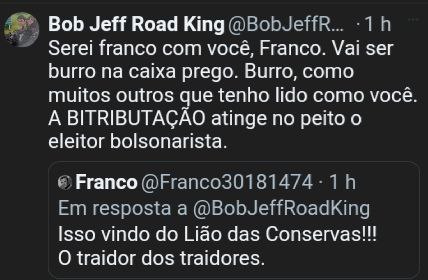 Bob Jeff Road King @BobJeffR... · 1 h
Serei franco com você, Franco. Vai ser
burro na caixa prego. Burro, como
muitos outros que tenho lido como você.
A BITRIBUTAÇÃO atinge no peito o
eleitor bolsonarista.
Franco @Franco30181474 · 1 h
Em resposta a @BobJeffRoadKing
Isso vindo do Lião das Conservas!!!
O traidor dos traidores.